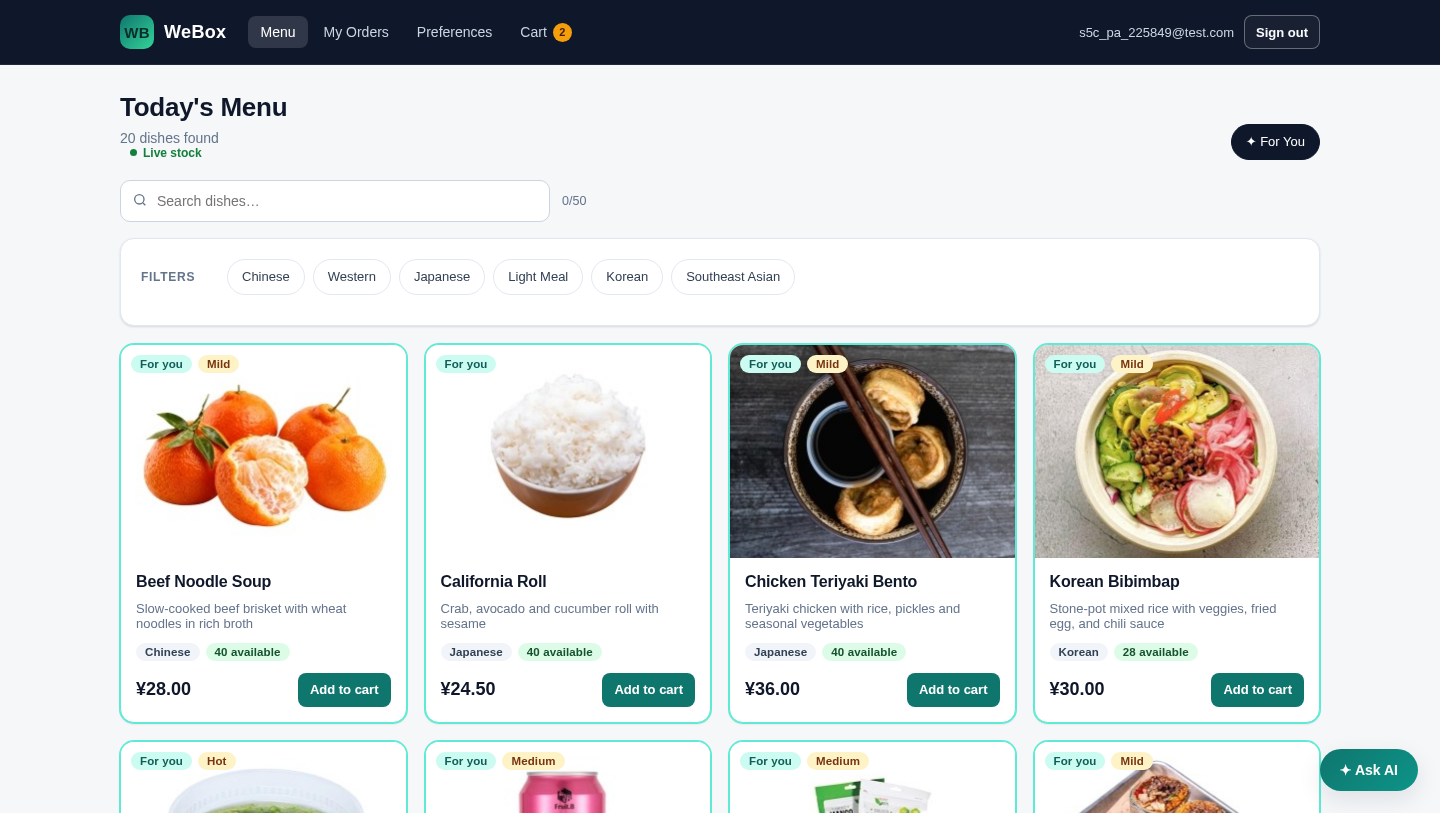 WB WeBox Menu My Orders Preferences Cart 2 s5c_pa_225849@test.com Sign out
Today's Menu
20 dishes found
Live stock
✦ For You
Search dishes… 0/50
FILTERS Chinese Western Japanese Light Meal Korean Southeast Asian
For you Mild
Beef Noodle Soup
Slow-cooked beef brisket with wheat
noodles in rich broth
Chinese 40 available
¥28.00 Add to cart
For you
California Roll
Crab, avocado and cucumber roll with
sesame
Japanese 40 available
¥24.50 Add to cart
For you Mild
Chicken Teriyaki Bento
Teriyaki chicken with rice, pickles and
seasonal vegetables
Japanese 40 available
¥36.00 Add to cart
For you Mild
Korean Bibimbap
Stone-pot mixed rice with veggies, fried
egg, and chili sauce
Korean 28 available
¥30.00 Add to cart
For you Hot
For you Medium
For you Medium
For you Mild
✦ Ask AI